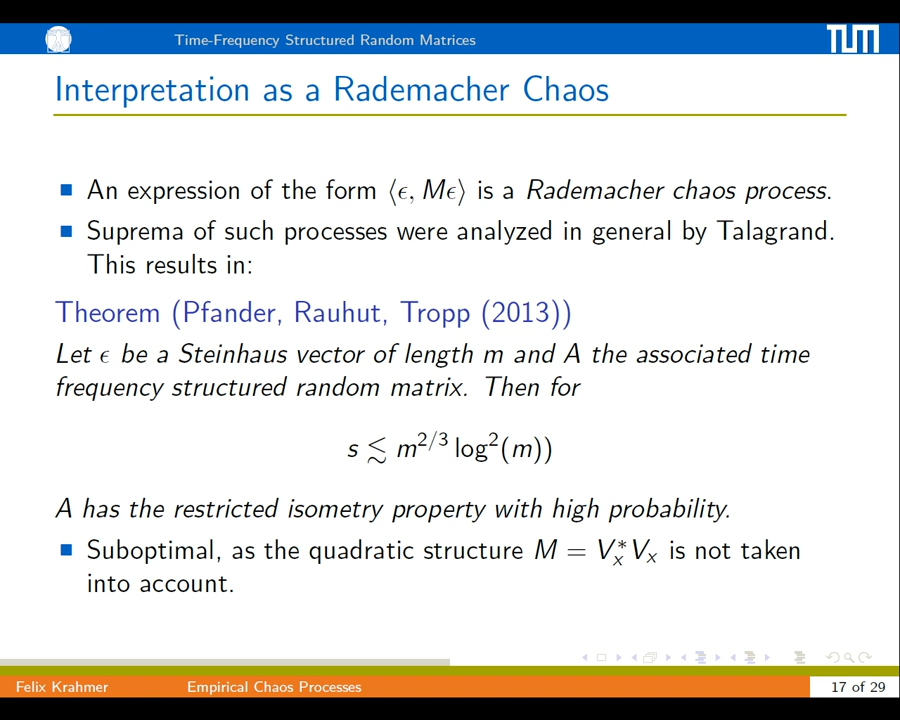 Time-Frequency Structured Random Matrices
TUM
Interpretation as a Rademacher Chaos
An expression of the form ⟨ϵ, Mϵ⟩ is a Rademacher chaos process.
Suprema of such processes were analyzed in general by Talagrand.
This results in:
Theorem (Pfander, Rauhut, Tropp (2013))
Let ϵ be a Steinhaus vector of length m and A the associated time
frequency structured random matrix. Then for
s ≲ m^{2/3} log²(m))
A has the restricted isometry property with high probability.
Suboptimal, as the quadratic structure M = V*ₓVₓ is not taken
into account.
Felix Krahmer
Empirical Chaos Processes
17 of 29